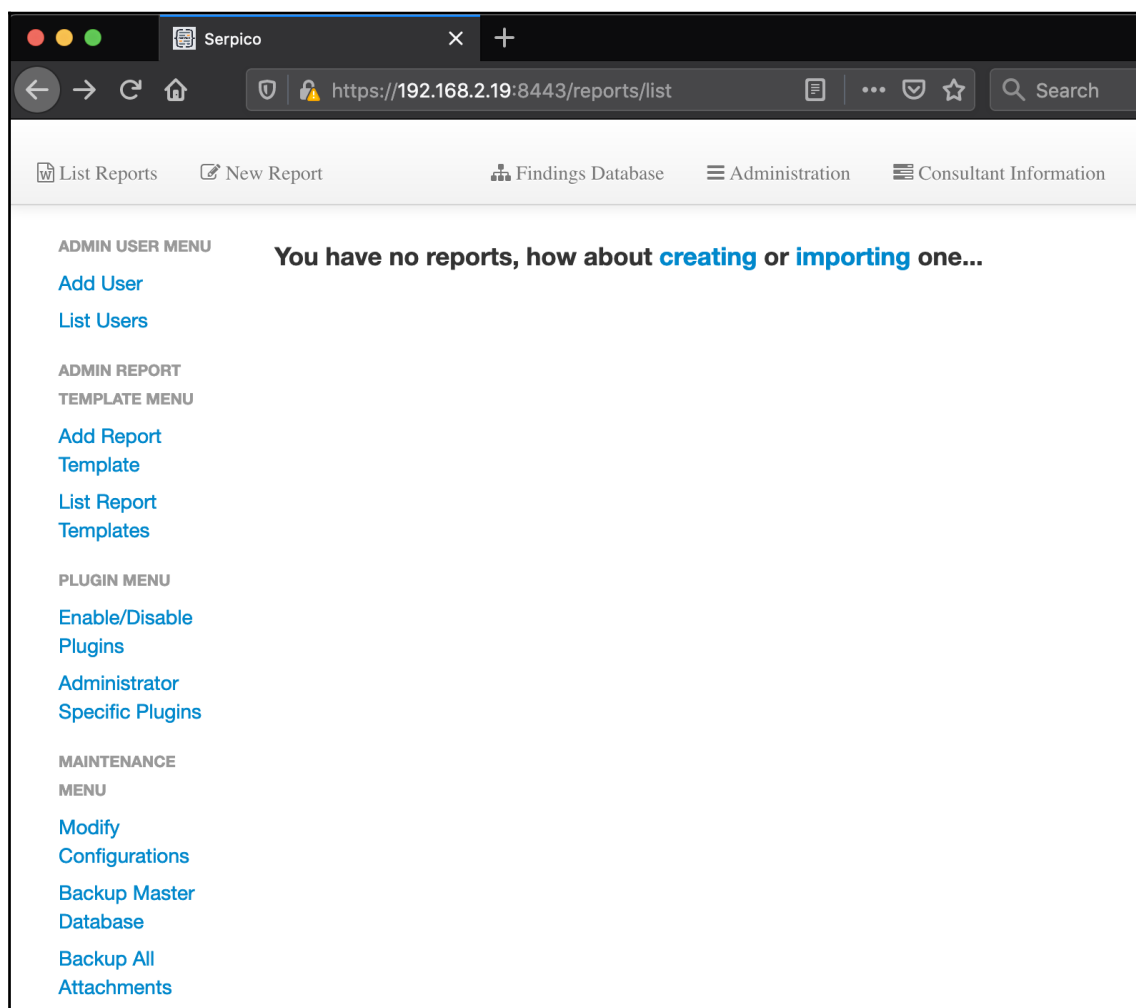 Serpico
https://192.168.2.19:8443/reports/list
Search
List Reports New Report Findings Database Administration Consultant Information
ADMIN USER MENU
You have no reports, how about creating or importing one...
Add User
List Users
ADMIN REPORT
TEMPLATE MENU
Add Report
Template
List Report
Templates
PLUGIN MENU
Enable/Disable
Plugins
Administrator
Specific Plugins
MAINTENANCE
MENU
Modify
Configurations
Backup Master
Database
Backup All
Attachments